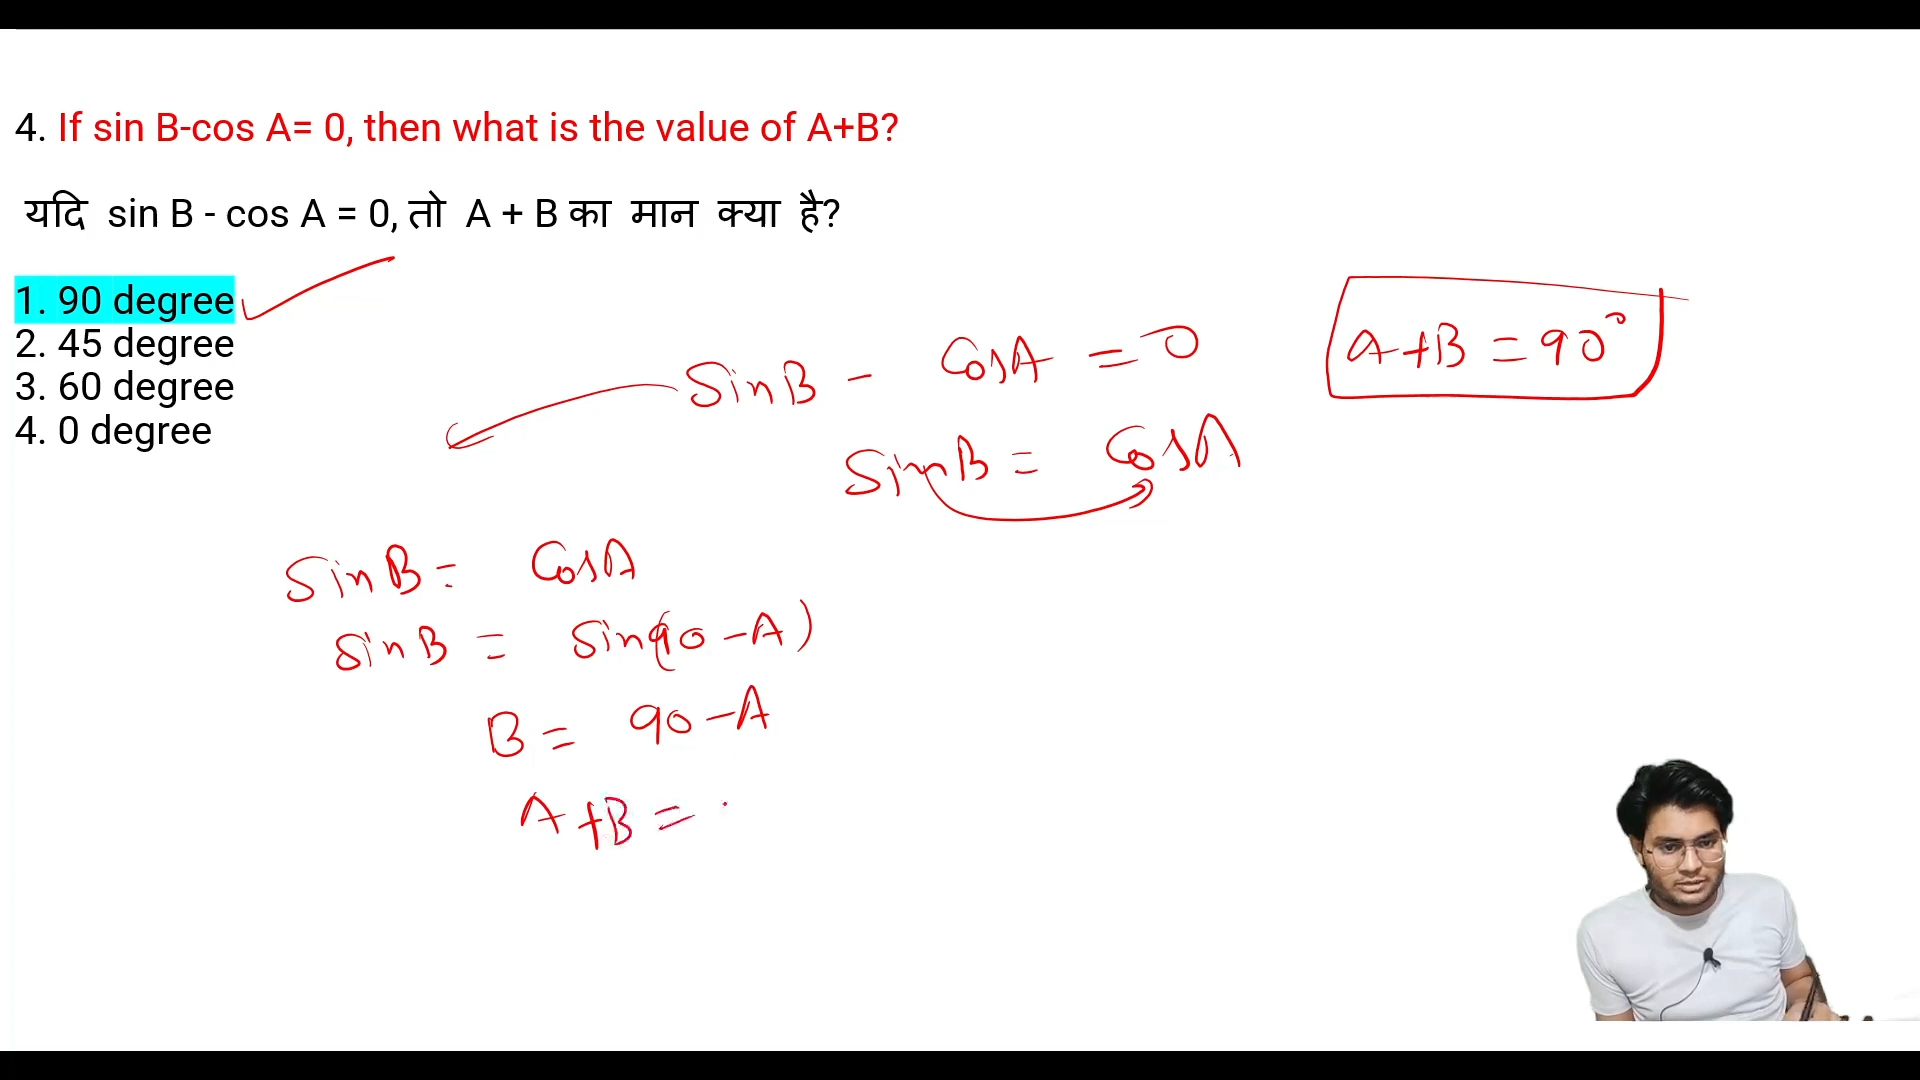 4. If sin B-cos A= 0, then what is the value of A+B?
यदि sin B - cos A = 0, तो A + B का मान क्या है?
1. 90 degree
2. 45 degree
3. 60 degree
4. 0 degree
SinB - CosA = 0
SinB = CosA
A+B = 90°
SinB = CosA
SinB = Sin(90-A)
B = 90-A
A+B =